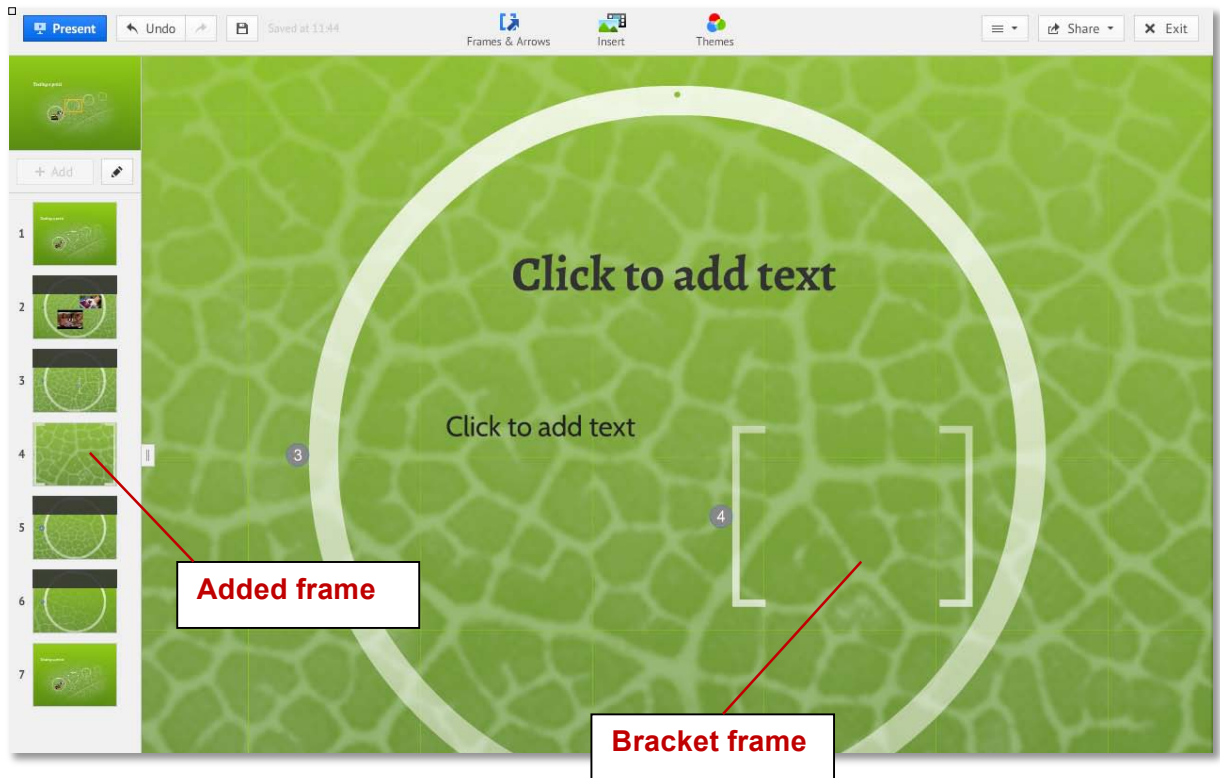 Present Undo Saved at 11:44 Frames & Arrows Insert Themes Share Exit
+ Add
1
2
3
4
5
6
7
Click to add text
Click to add text
3
4
Added frame
Bracket frame